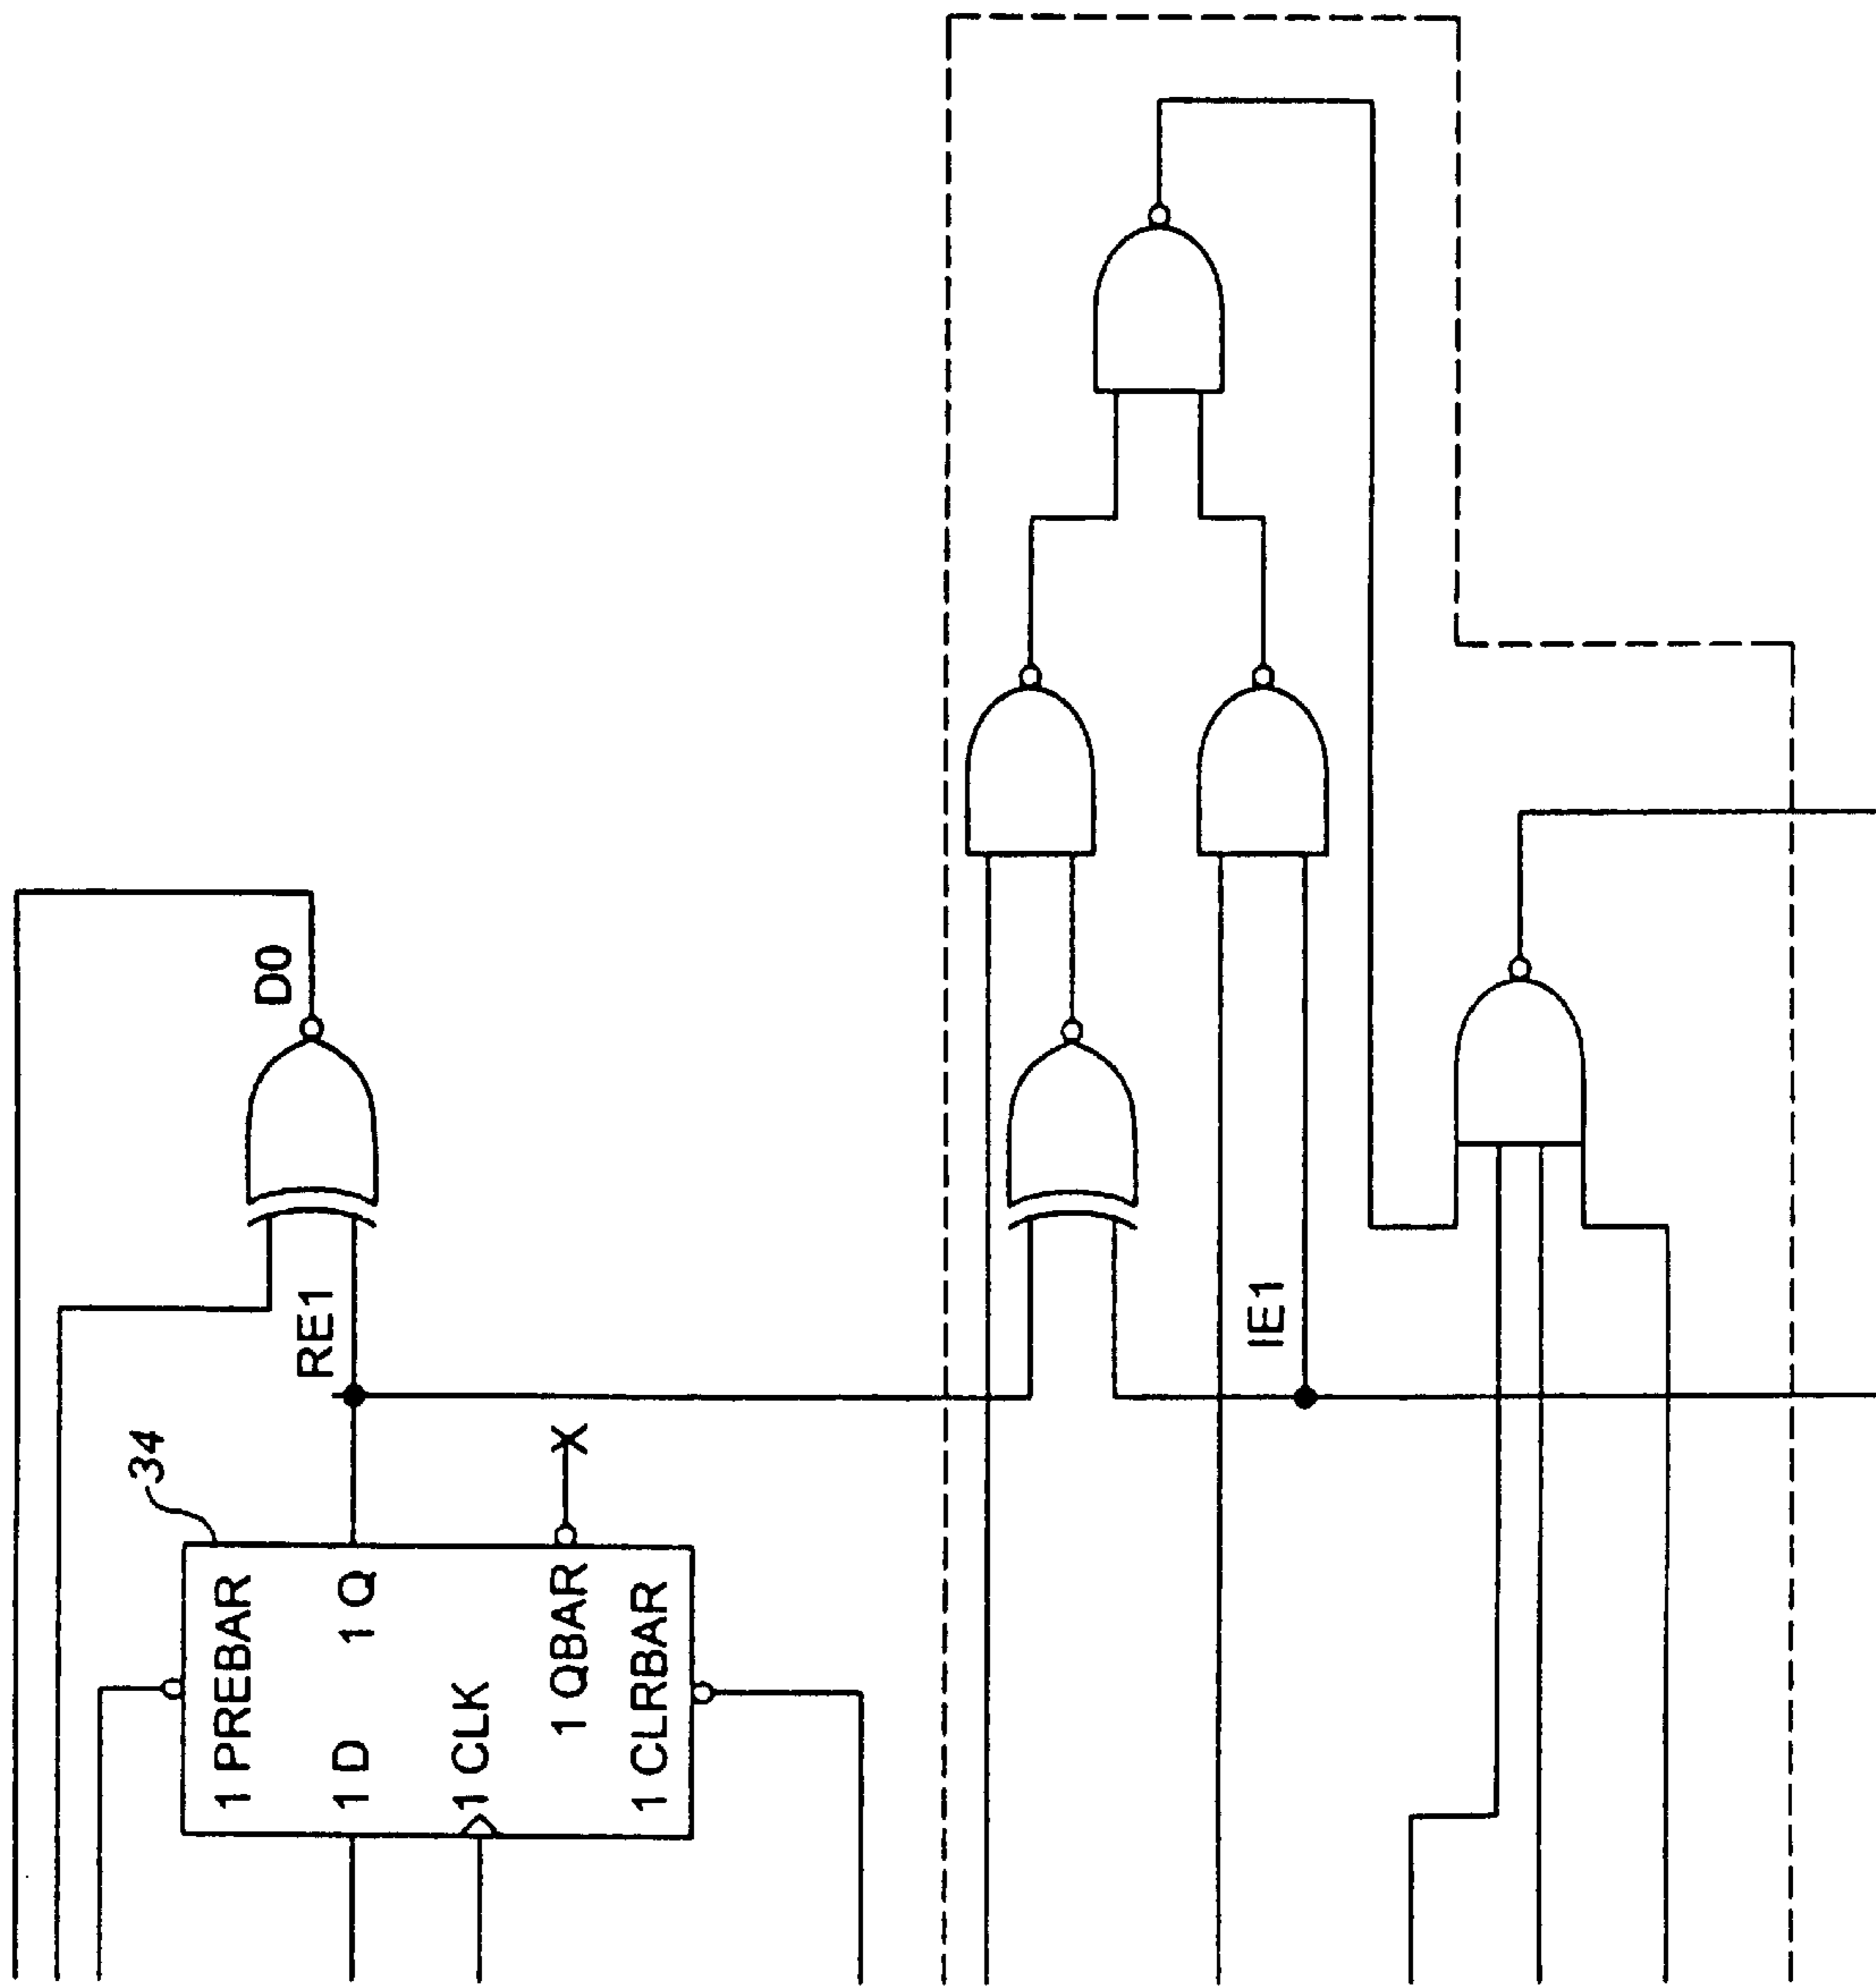 34
1 PREBAR
1 D
1 Q
1 CLK
1 QBAR
X
1 CLRBAR
RE1
D0
IE1